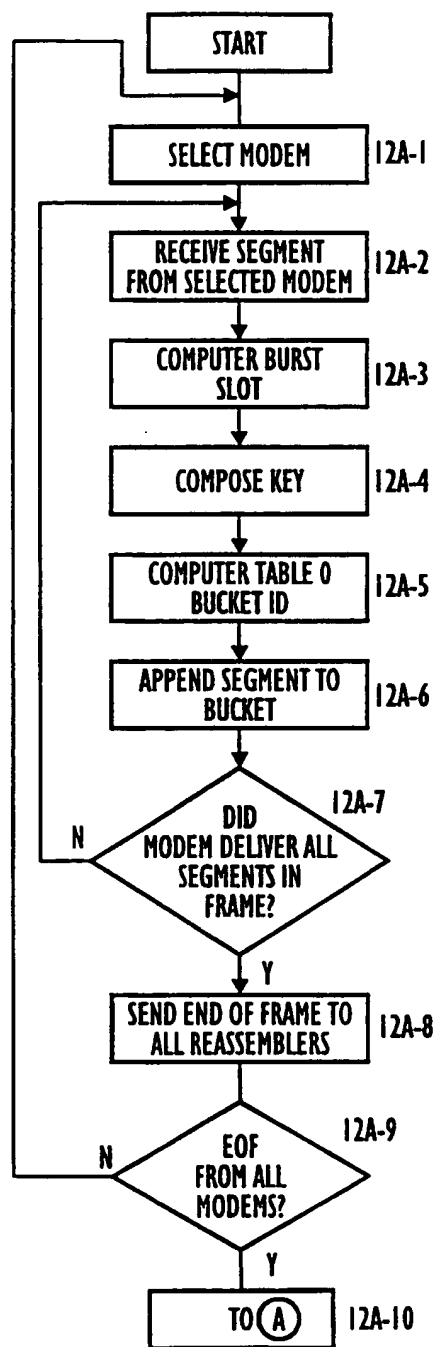 START
SELECT MODEM 12A-1
RECEIVE SEGMENT
FROM SELECTED MODEM 12A-2
COMPUTER BURST
SLOT 12A-3
COMPOSE KEY 12A-4
COMPUTER TABLE 0
BUCKET ID 12A-5
APPEND SEGMENT TO
BUCKET 12A-6
12A-7
DID
MODEM DELIVER ALL
SEGMENTS IN
FRAME?
N
Y
SEND END OF FRAME TO
ALL REASSEMBLERS 12A-8
12A-9
EOF
FROM ALL
MODEMS?
N
Y
TO A 12A-10